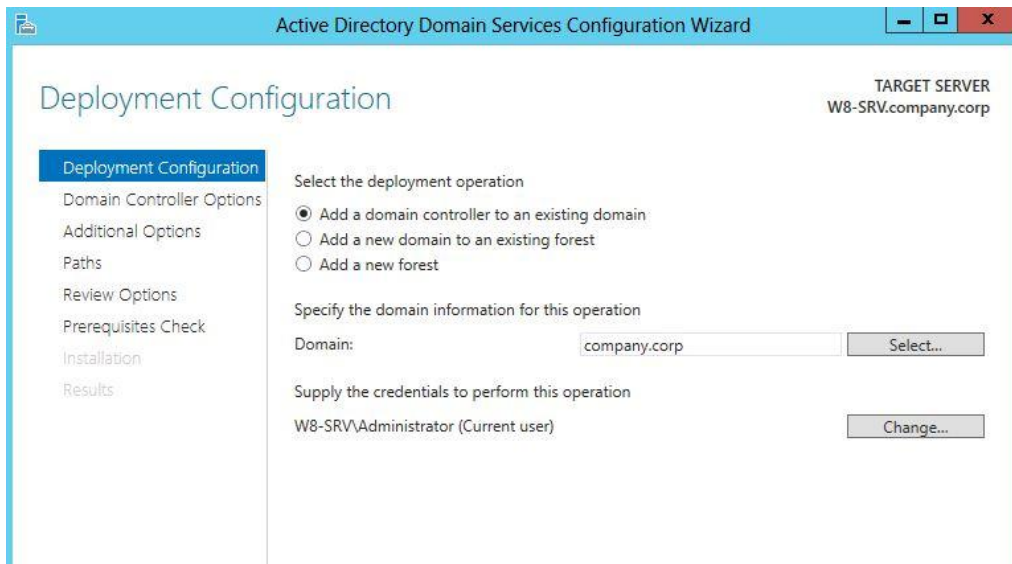 Active Directory Domain Services Configuration Wizard
Deployment Configuration
TARGET SERVER
W8-SRV.company.corp
Deployment Configuration
Domain Controller Options
Additional Options
Paths
Review Options
Prerequisites Check
Installation
Results
Select the deployment operation
Add a domain controller to an existing domain
Add a new domain to an existing forest
Add a new forest
Specify the domain information for this operation
Domain: company.corp Select...
Supply the credentials to perform this operation
W8-SRV\Administrator (Current user) Change...